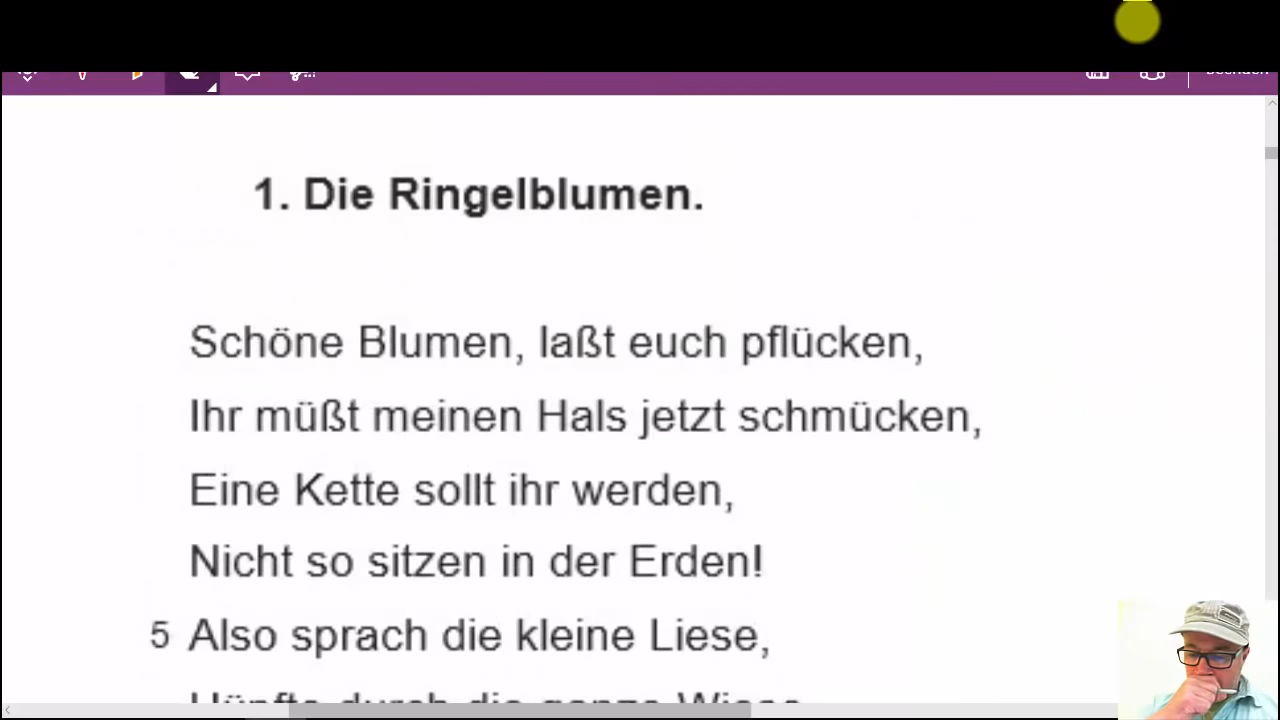 1. Die Ringelblumen.
Schöne Blumen, laßt euch pflücken,
Ihr müßt meinen Hals jetzt schmücken,
Eine Kette sollt ihr werden,
Nicht so sitzen in der Erden!
5 Also sprach die kleine Liese,